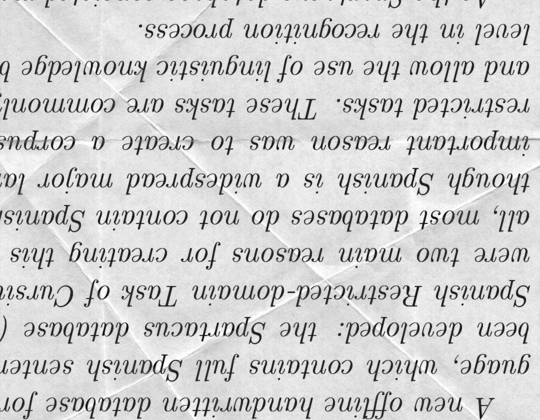 A new offline handwritten database for
guage, which contains full Spanish senten
been developed: the Spartacus database (
Spanish Restricted-domain Task of Cursiv
were two main reasons for creating this
all, most databases do not contain Spanis
though Spanish is a widespread major la
important reason was to create a corpus
restricted tasks. These tasks are commonl
and allow the use of linguistic knowledge b
level in the recognition process.